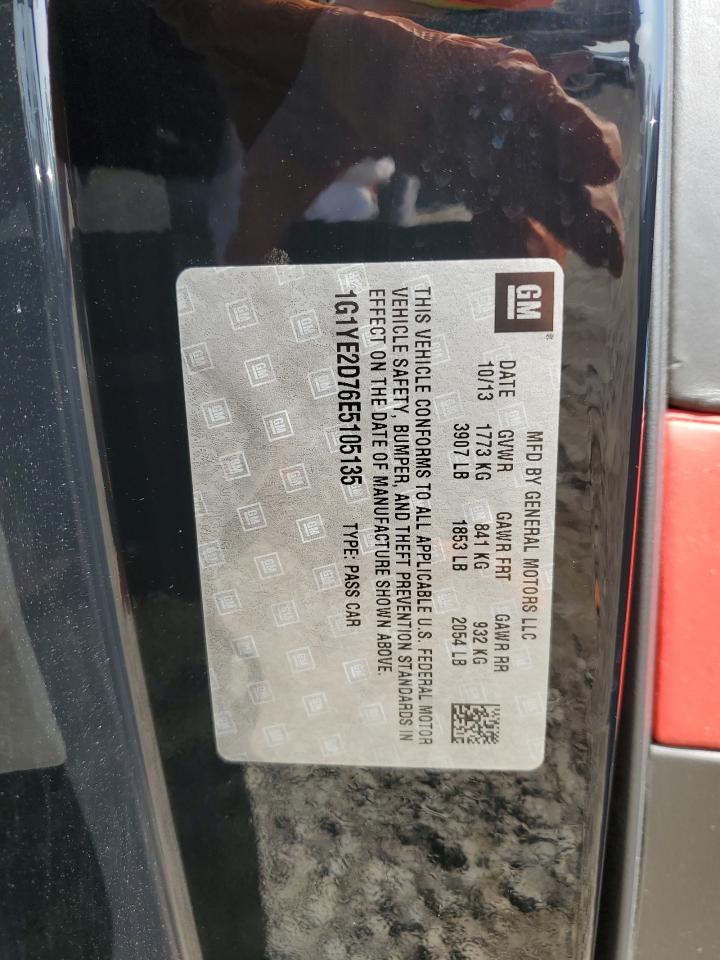 GM
MFD BY GENERAL MOTORS LLC
DATE GVWR GAWR FRT GAWR RR
10/13 1773 KG 841 KG 932 KG
3907 LB 1853 LB 2054 LB
THIS VEHICLE CONFORMS TO ALL APPLICABLE U.S. FEDERAL MOTOR
VEHICLE SAFETY, BUMPER, AND THEFT PREVENTION STANDARDS IN
EFFECT ON THE DATE OF MANUFACTURE SHOWN ABOVE.
1G1YE2D76E5105135 TYPE: PASS CAR